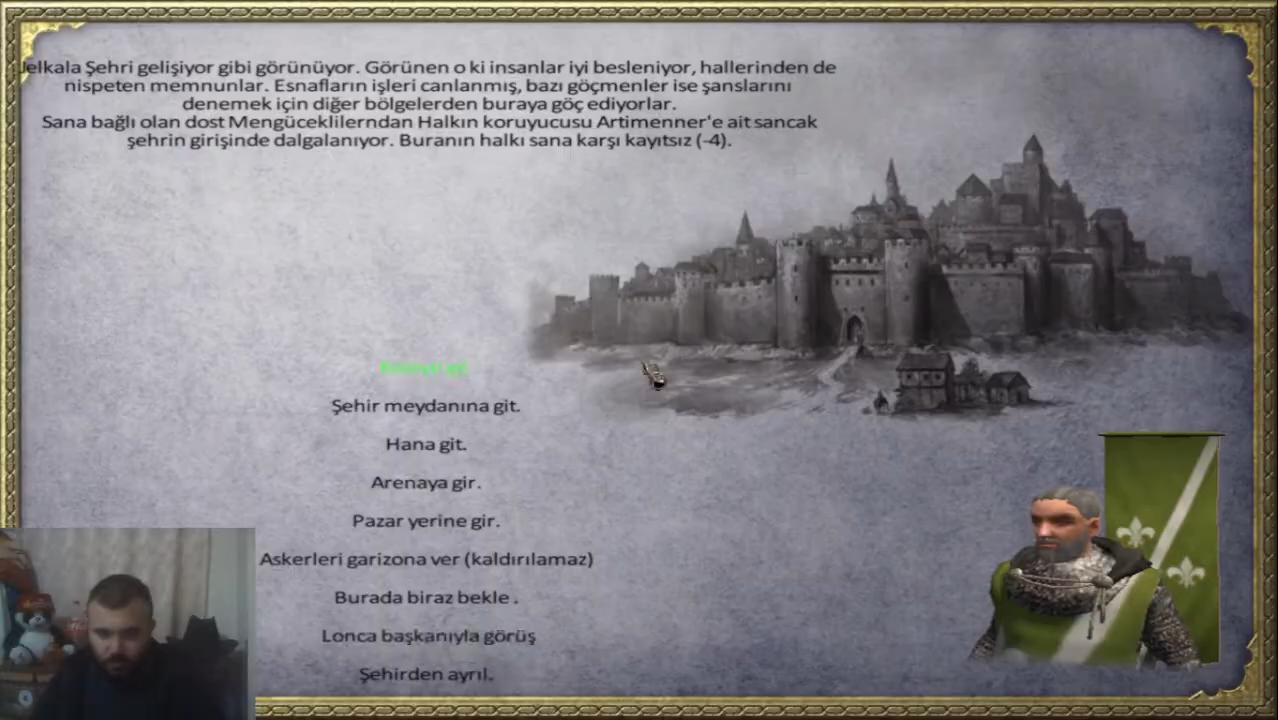 Jelkala Şehri gelişiyor gibi görünüyor. Görünen o ki insanlar iyi besleniyor, hallerinden de
nispeten memnunlar. Esnafların işleri canlanmış, bazı göçmenler ise şanslarını
denemek için diğer bölgelerden buraya göç ediyorlar.
Sana bağlı olan dost Mengüceklilerndan Halkın koruyucusu Artimenner'e ait sancak
şehrin girişinde dalgalanıyor. Buranın halkı sana karşı kayıtsız (-4).
Şehir meydanına git.
Hana git.
Arenaya gir.
Pazar yerine gir.
Askerleri garizona ver (kaldırılamaz)
Burada biraz bekle .
Lonca başkanıyla görüş
Şehirden ayrıl.